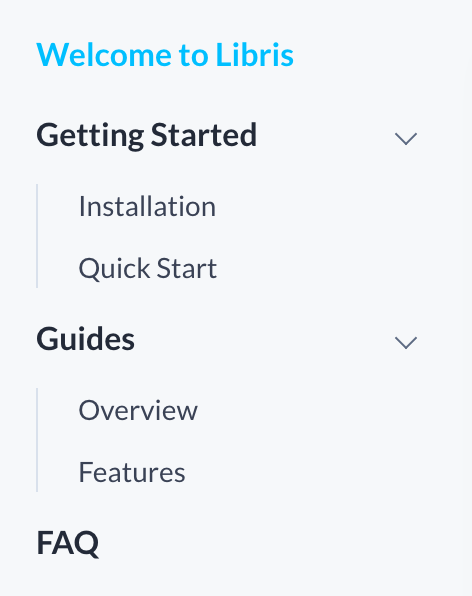 Welcome to Libris
Getting Started
Installation
Quick Start
Guides
Overview
Features
FAQ